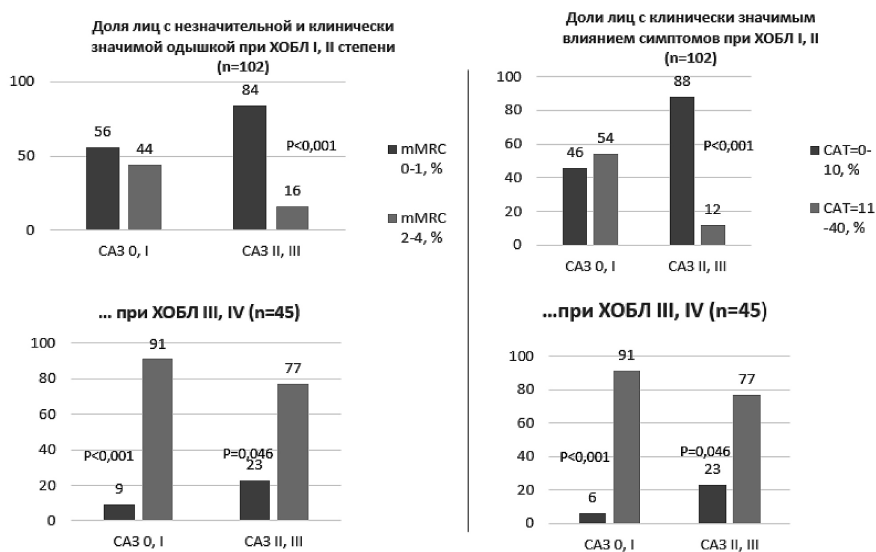 Доля лиц с незначительной и клинически
значимой одышкой при ХОБЛ I, II степени
(n=102)
100
50
0
56
44
84
16
P<0,001
САЗ 0, I
САЗ II, III
mMRC
0-1, %
mMRC
2-4, %
Доли лиц с клинически значимым
влиянием симптомов при ХОБЛ I, II
(n=102)
100
80
60
40
20
0
46
54
88
12
P<0,001
САЗ 0, I
САЗ II, III
CAT=0-
10, %
CAT=11
-40, %
... при ХОБЛ III, IV (n=45)
100
80
60
40
20
0
P<0,001
9
91
P=0,046
23
77
САЗ 0, I
САЗ II, III
...при ХОБЛ III, IV (n=45)
100
80
60
40
20
0
P<0,001
6
91
P=0,046
23
77
САЗ 0, I
САЗ II, III